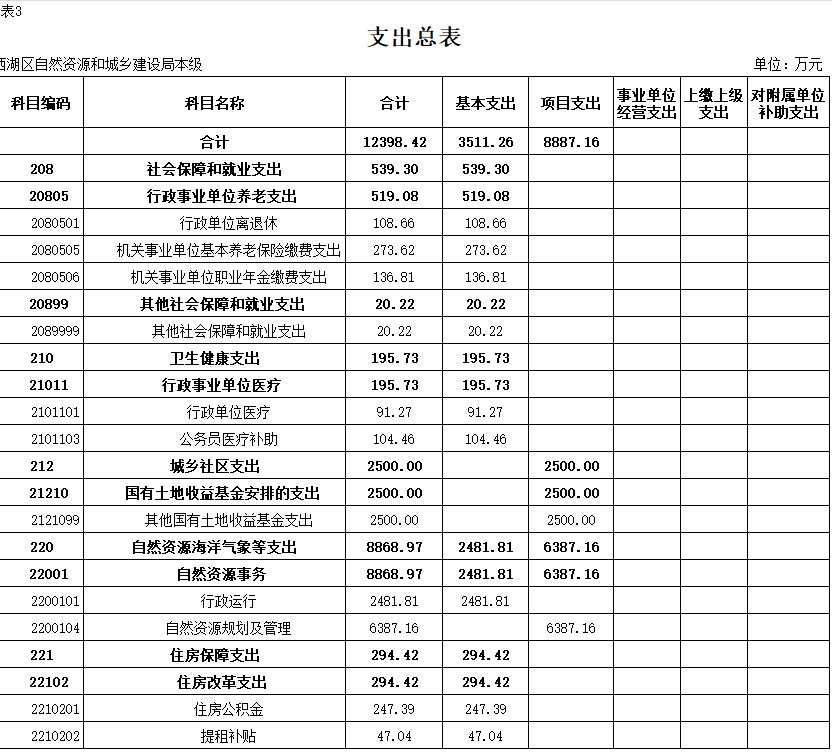 表3
支出总表
西湖区自然资源和城乡建设局本级 单位：万元
科目编码 科目名称 合计 基本支出 项目支出 事业单位经营支出 上缴上级支出 对附属单位补助支出
合计 12398.42 3511.26 8887.16
208 社会保障和就业支出 539.30 539.30
20805 行政事业单位养老支出 519.08 519.08
2080501 行政单位离退休 108.66 108.66
2080505 机关事业单位基本养老保险缴费支出 273.62 273.62
2080506 机关事业单位职业年金缴费支出 136.81 136.81
20899 其他社会保障和就业支出 20.22 20.22
2089999 其他社会保障和就业支出 20.22 20.22
210 卫生健康支出 195.73 195.73
21011 行政事业单位医疗 195.73 195.73
2101101 行政单位医疗 91.27 91.27
2101103 公务员医疗补助 104.46 104.46
212 城乡社区支出 2500.00 2500.00
21210 国有土地收益基金安排的支出 2500.00 2500.00
2121099 其他国有土地收益基金支出 2500.00 2500.00
220 自然资源海洋气象等支出 8868.97 2481.81 6387.16
22001 自然资源事务 8868.97 2481.81 6387.16
2200101 行政运行 2481.81 2481.81
2200104 自然资源规划及管理 6387.16 6387.16
221 住房保障支出 294.42 294.42
22102 住房改革支出 294.42 294.42
2210201 住房公积金 247.39 247.39
2210202 提租补贴 47.04 47.04